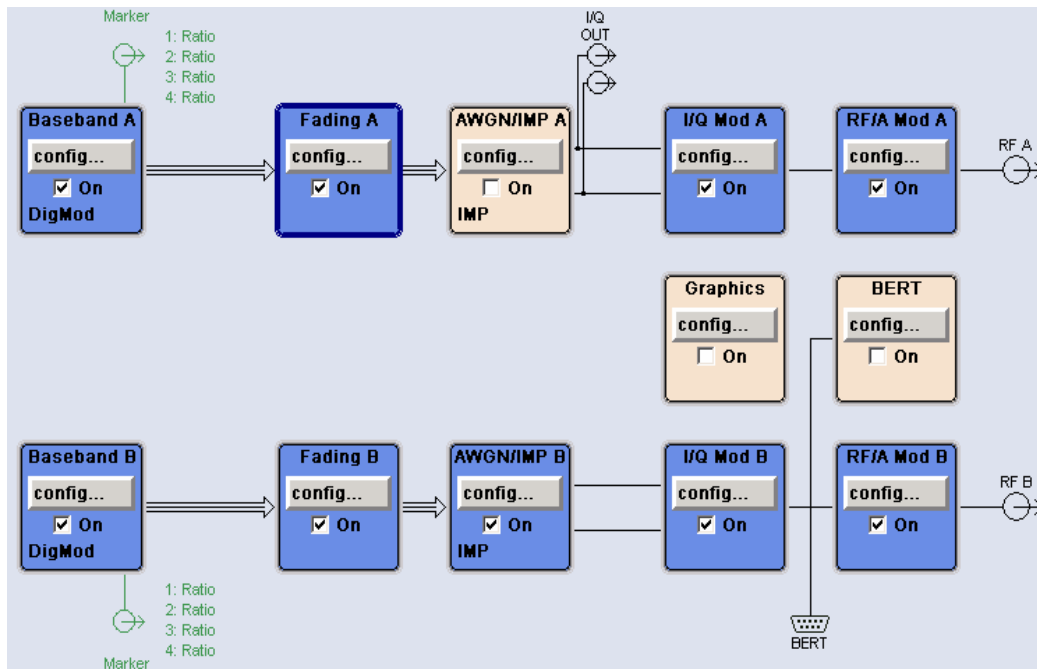 Marker
1: Ratio
2: Ratio
3: Ratio
4: Ratio
I/Q
OUT
Baseband A
config...
On
DigMod
Fading A
config...
On
AWGN/IMP A
config...
On
IMP
I/Q Mod A
config...
On
RF/A Mod A
config...
On
RF A
Graphics
config...
On
BERT
config...
On
Baseband B
config...
On
DigMod
Fading B
config...
On
AWGN/IMP B
config...
On
IMP
I/Q Mod B
config...
On
RF/A Mod B
config...
On
RF B
1: Ratio
2: Ratio
3: Ratio
4: Ratio
Marker
BERT